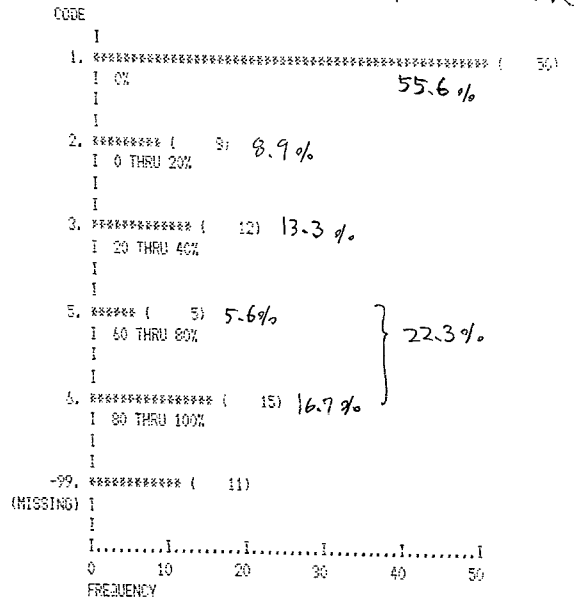 CODE
I
1. *************************************************** ( 50)
I 0% 55.6%
I
I
2. ********* ( 8) 8.9%
I 0 THRU 20%
I
I
3. ************* ( 12) 13.3%
I 20 THRU 40%
I
I
5. ****** ( 5) 5.6%
I 60 THRU 80% 22.3%
I
I
6. **************** ( 15) 16.7%
I 80 THRU 100%
I
I
-99. ************ ( 11)
(MISSING) I
I
I.........I.........I.........I.........I.........I
0 10 20 30 40 50
FREQUENCY